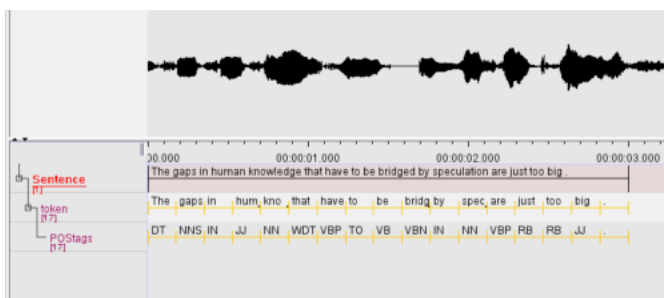 00.000 00:00:01.000 00:00:02.000 00:00:03.000
Sentence The gaps in human knowledge that have to be bridged by speculation are just too big .
[1]
token The gaps in hum kno that have to be bridg by spec are just too big .
[17]
POStags DT NNS IN JJ NN WDT VBP TO VB VBN IN NN VBP RB RB JJ .
[17]